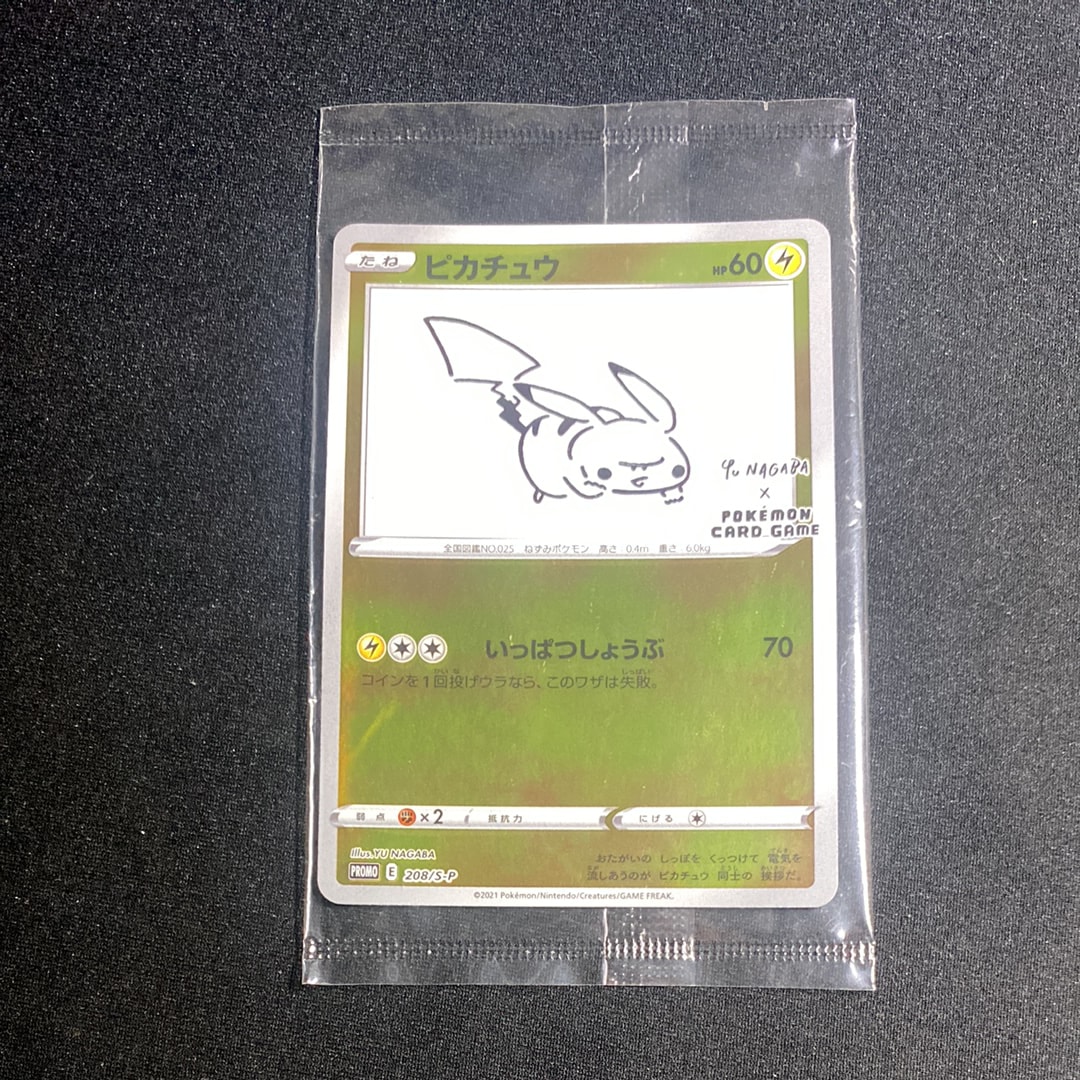 たね ピカチュウ HP60
Yu NAGABA
×
POKÉMON
CARD GAME
全国図鑑NO.025 ねずみポケモン 高さ 0.4m 重さ 6.0kg
いっぱつしょうぶ 70
コインを1回投げウラなら、このワザは失敗。
弱点 ×2 抵抗力 にげる
Illus. YU NAGABA
PROMO E 208/S-P
おたがいの しっぽを くっつけて 電気を
流しあうのが ピカチュウ 同士の 挨拶だ。
©2021 Pokémon/Nintendo/Creatures/GAME FREAK.